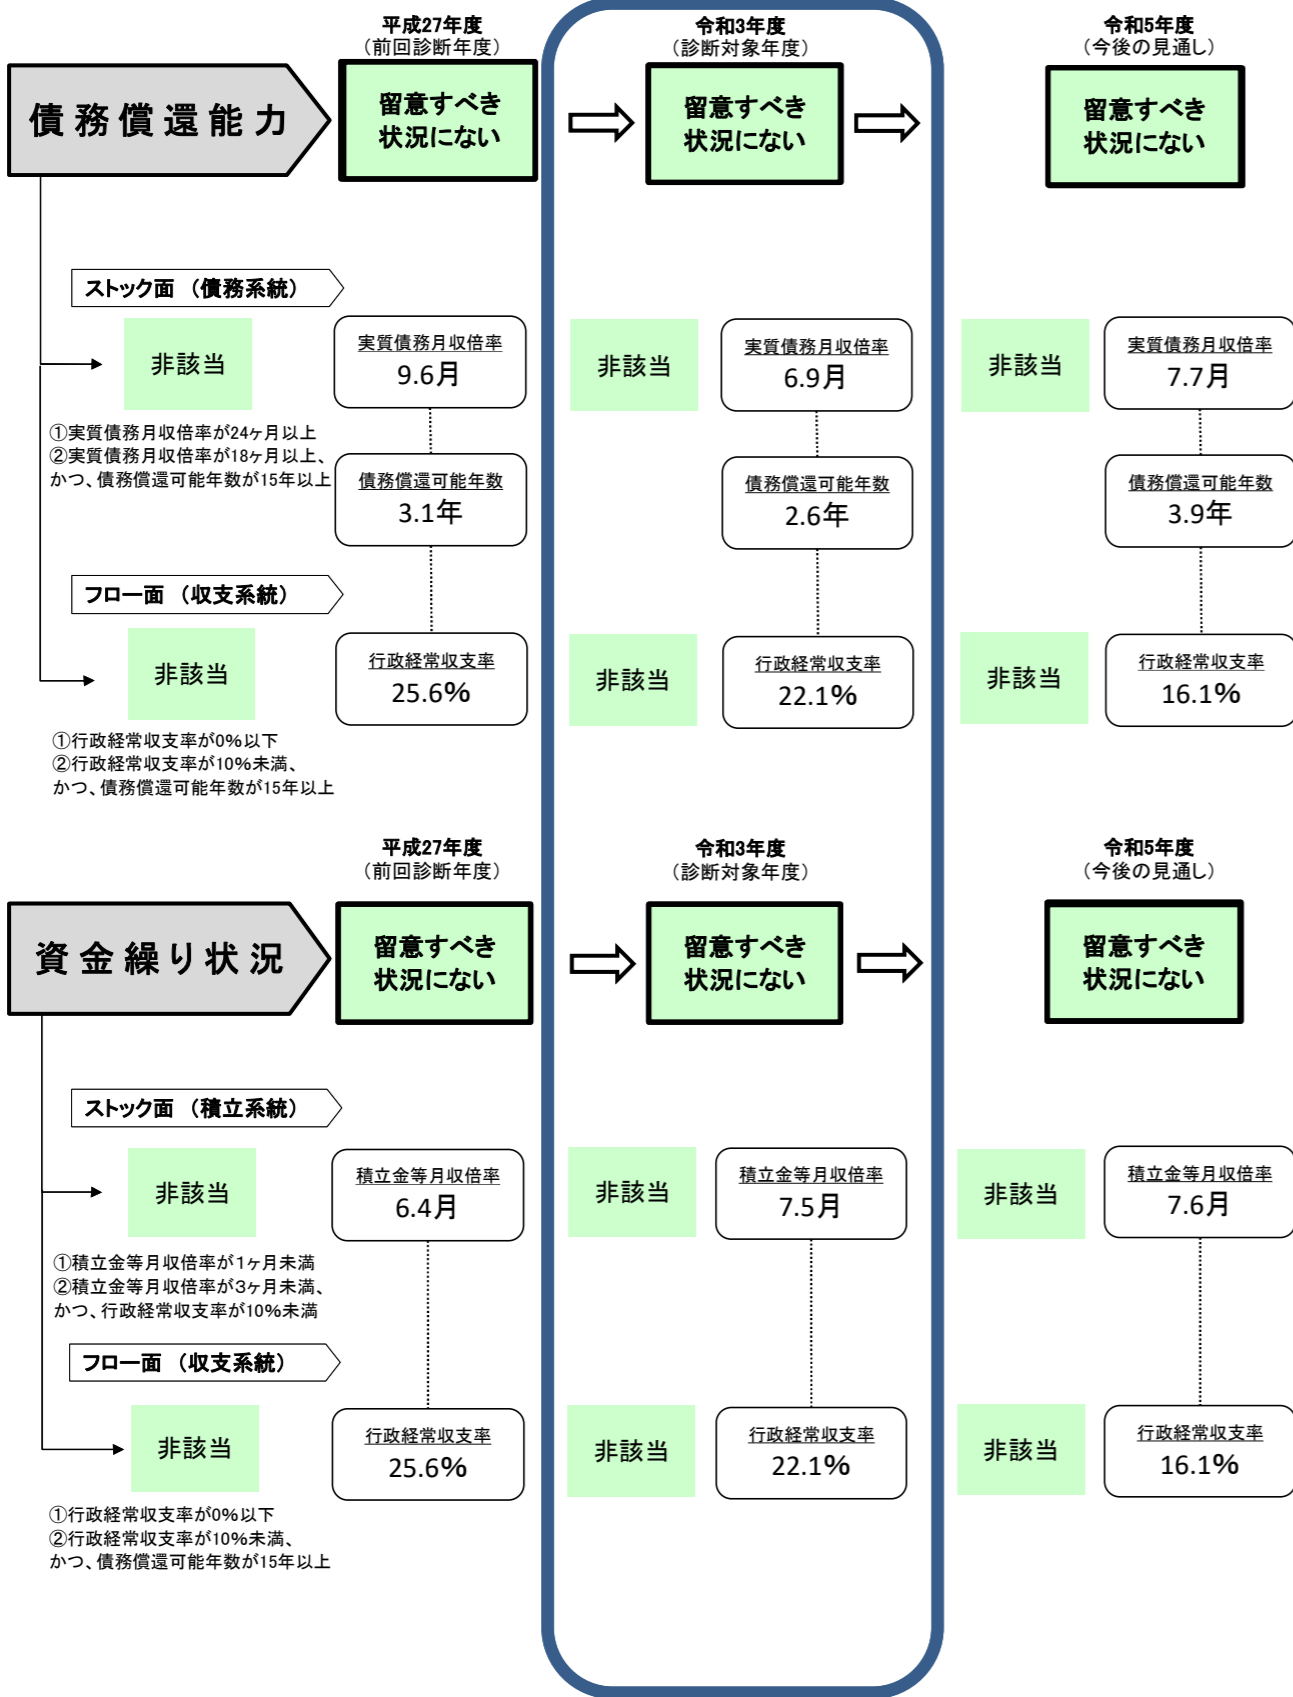 平成27年度
（前回診断年度）
令和3年度
（診断対象年度）
令和5年度
（今後の見通し）
債務償還能力
留意すべき
状況にない
留意すべき
状況にない
留意すべき
状況にない
ストック面 （債務系統）
非該当
実質債務月収倍率
9.6月
非該当
実質債務月収倍率
6.9月
非該当
実質債務月収倍率
7.7月
①実質債務月収倍率が24ヶ月以上
②実質債務月収倍率が18ヶ月以上、
かつ、債務償還可能年数が15年以上
債務償還可能年数
3.1年
債務償還可能年数
2.6年
債務償還可能年数
3.9年
フロー面 （収支系統）
非該当
行政経常収支率
25.6%
非該当
行政経常収支率
22.1%
非該当
行政経常収支率
16.1%
①行政経常収支率が0%以下
②行政経常収支率が10%未満、
かつ、債務償還可能年数が15年以上
平成27年度
（前回診断年度）
令和3年度
（診断対象年度）
令和5年度
（今後の見通し）
資金繰り状況
留意すべき
状況にない
留意すべき
状況にない
留意すべき
状況にない
ストック面 （積立系統）
非該当
積立金等月収倍率
6.4月
非該当
積立金等月収倍率
7.5月
非該当
積立金等月収倍率
7.6月
①積立金等月収倍率が1ヶ月未満
②積立金等月収倍率が3ヶ月未満、
かつ、行政経常収支率が10%未満
フロー面 （収支系統）
非該当
行政経常収支率
25.6%
非該当
行政経常収支率
22.1%
非該当
行政経常収支率
16.1%
①行政経常収支率が0%以下
②行政経常収支率が10%未満、
かつ、債務償還可能年数が15年以上